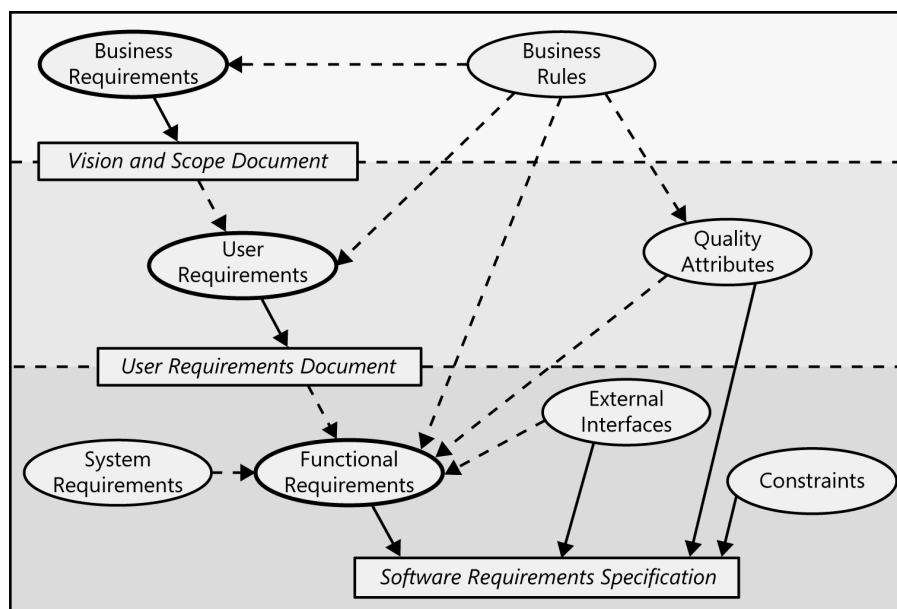 Business
Requirements
Business
Rules
Vision and Scope Document
User
Requirements
Quality
Attributes
User Requirements Document
External
Interfaces
System
Requirements
Functional
Requirements
Constraints
Software Requirements Specification